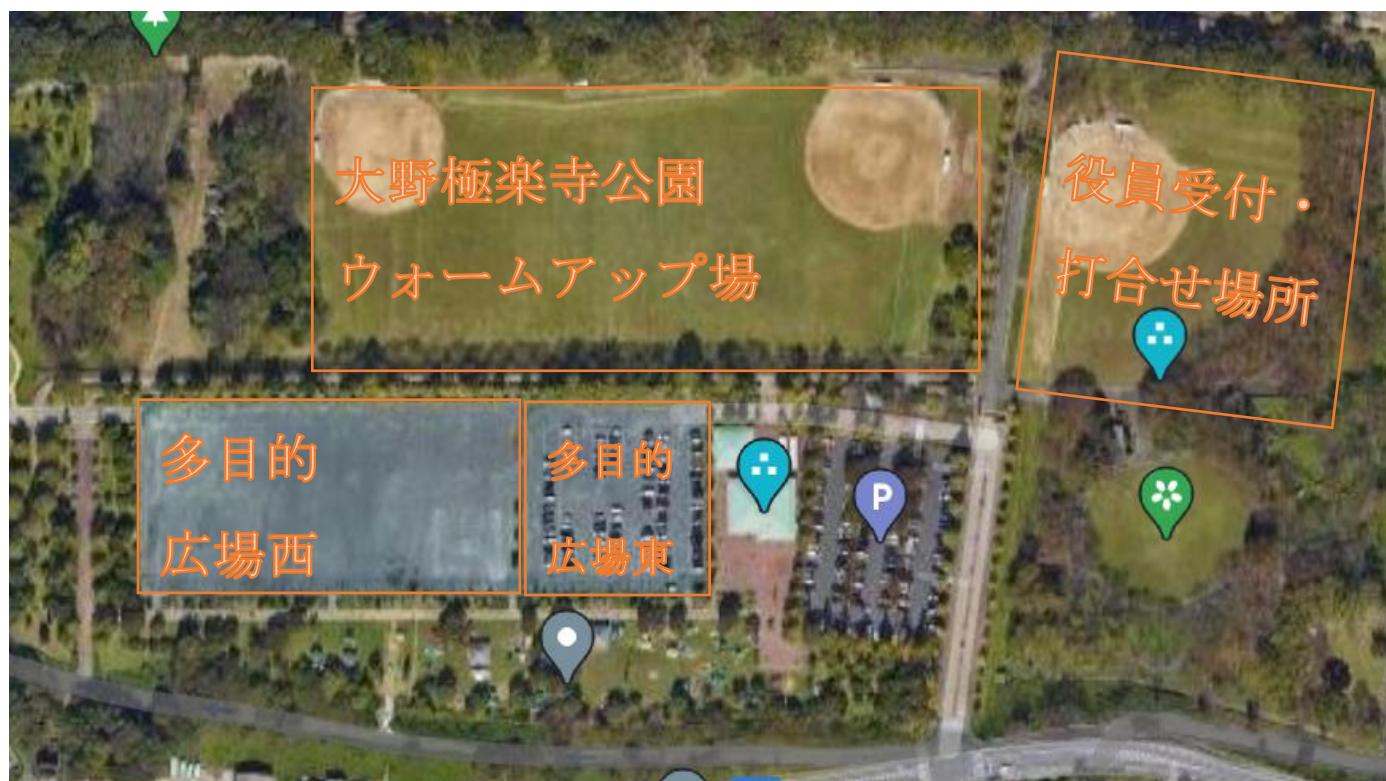 大野極楽寺公園
ウォームアップ場
役員受付・
打合せ場所
多目的
広場西
多目的
広場東
P